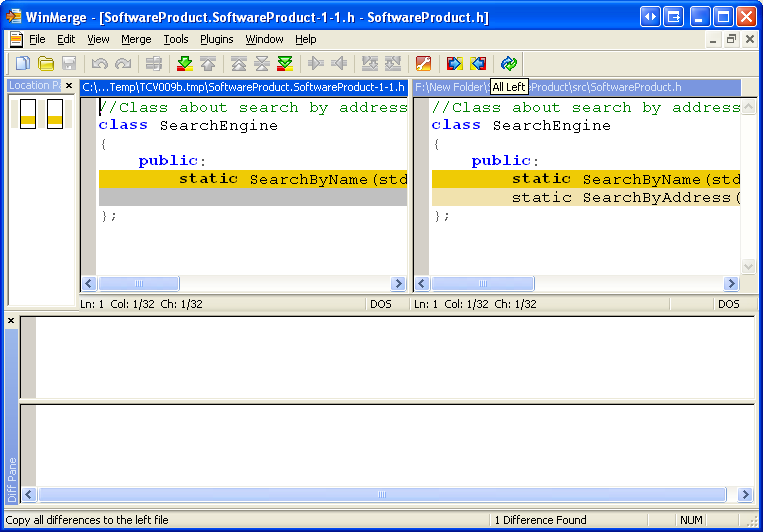 WinMerge - [SoftwareProduct.SoftwareProduct-1-1.h - SoftwareProduct.h]
File Edit View Merge Tools Plugins Window Help
Location Pa
C:\...Temp\TCV009b.tmp\SoftwareProduct.SoftwareProduct-1-1.h
F:\New Folder\S Product\src\SoftwareProduct.h
All Left
//Class about search by address
class SearchEngine
{
public:
static SearchByName(std
};
//Class about search by address
class SearchEngine
{
public:
static SearchByName(std
static SearchByAddress(
};
Ln: 1 Col: 1/32 Ch: 1/32 DOS
Ln: 1 Col: 1/32 Ch: 1/32 DOS
Diff Pane
Copy all differences to the left file 1 Difference Found NUM